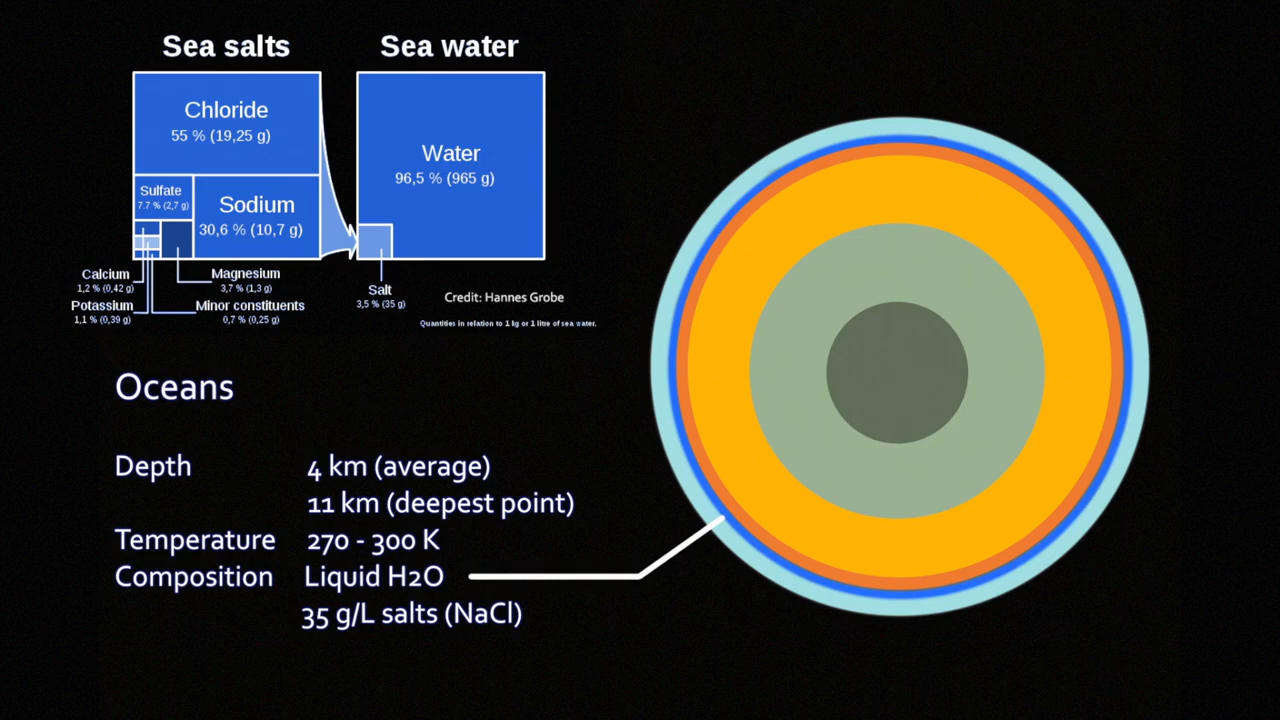 Sea salts
Sea water
Chloride
55 % (19,25 g)
Sulfate
7.7 % (2,7 g)
Sodium
30,6 % (10,7 g)
Water
96,5 % (965 g)
Calcium
1,2 % (0,42 g)
Magnesium
3,7 % (1,3 g)
Potassium
1,1 % (0,39 g)
Minor constituents
0,7 % (0,25 g)
Salt
3,5 % (35 g)
Credit: Hannes Grobe
Quantities in relation to 1 kg or 1 litre of sea water.
Oceans
Depth 4 km (average)
11 km (deepest point)
Temperature 270 - 300 K
Composition Liquid H2O
35 g/L salts (NaCl)